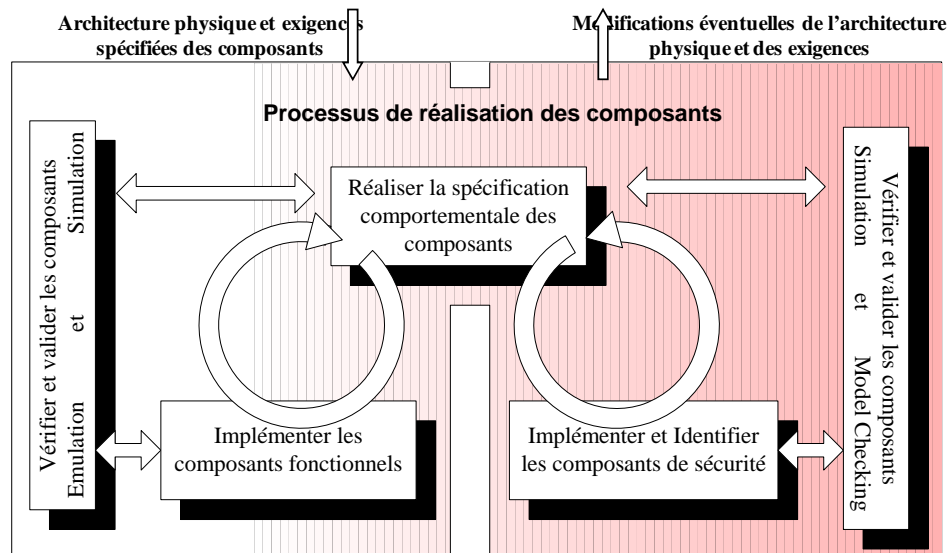 Architecture physique et exigences
spécifiées des composants
Modifications éventuelles de l'architecture
physique et des exigences
Processus de réalisation des composants
Vérifier et valider les composants
Emulation et Simulation
Réaliser la spécification
comportementale des
composants
Vérifier et valider les composants
Simulation et Model Checking
Implémenter les
composants fonctionnels
Implémenter et Identifier
les composants de sécurité